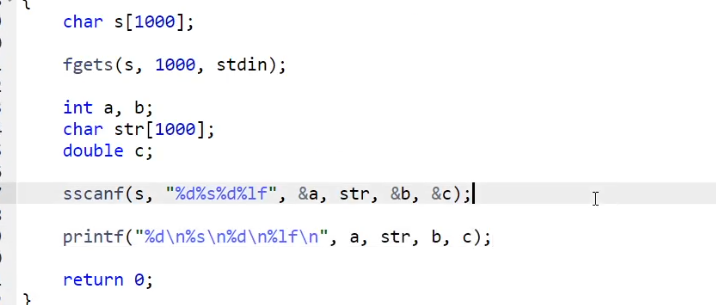 {
char s[1000];
fgets(s, 1000, stdin);
int a, b;
char str[1000];
double c;
sscanf(s, "%d%s%d%lf", &a, str, &b, &c);
printf("%d\n%s\n%d\n%lf\n", a, str, b, c);
return 0;
}